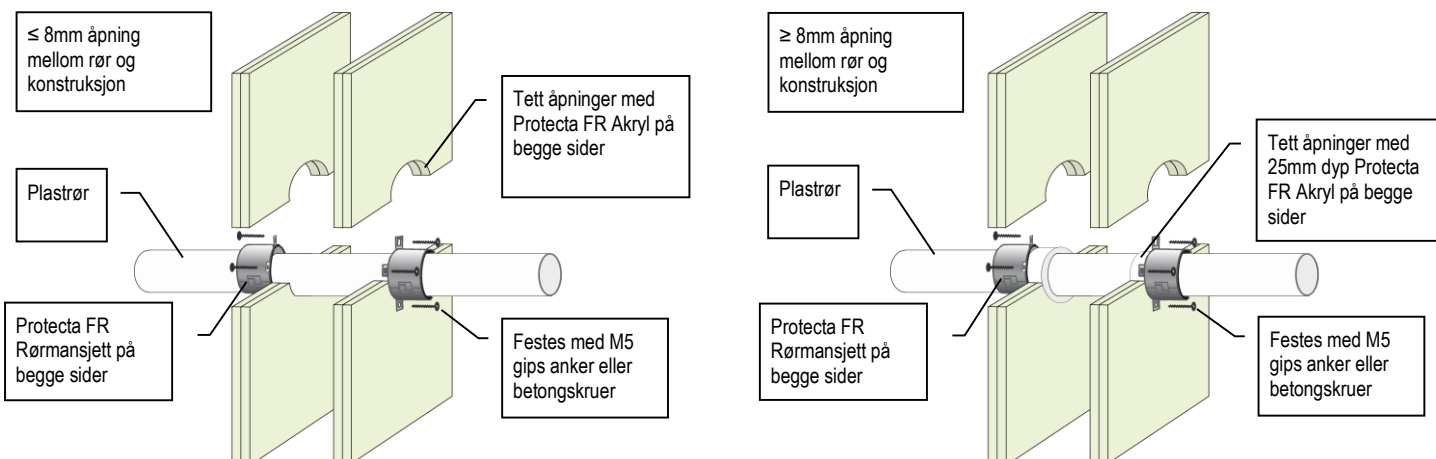 ≤ 8mm åpning
mellom rør og
konstruksjon
Tett åpninger med
Protecta FR Akryl på
begge sider
Plastrør
Protecta FR
Rørmansjett på
begge sider
Festes med M5
gips anker eller
betongskruer
≥ 8mm åpning
mellom rør og
konstruksjon
Tett åpninger med
25mm dyp Protecta
FR Akryl på begge
sider
Plastrør
Protecta FR
Rørmansjett på
begge sider
Festes med M5
gips anker eller
betongskruer